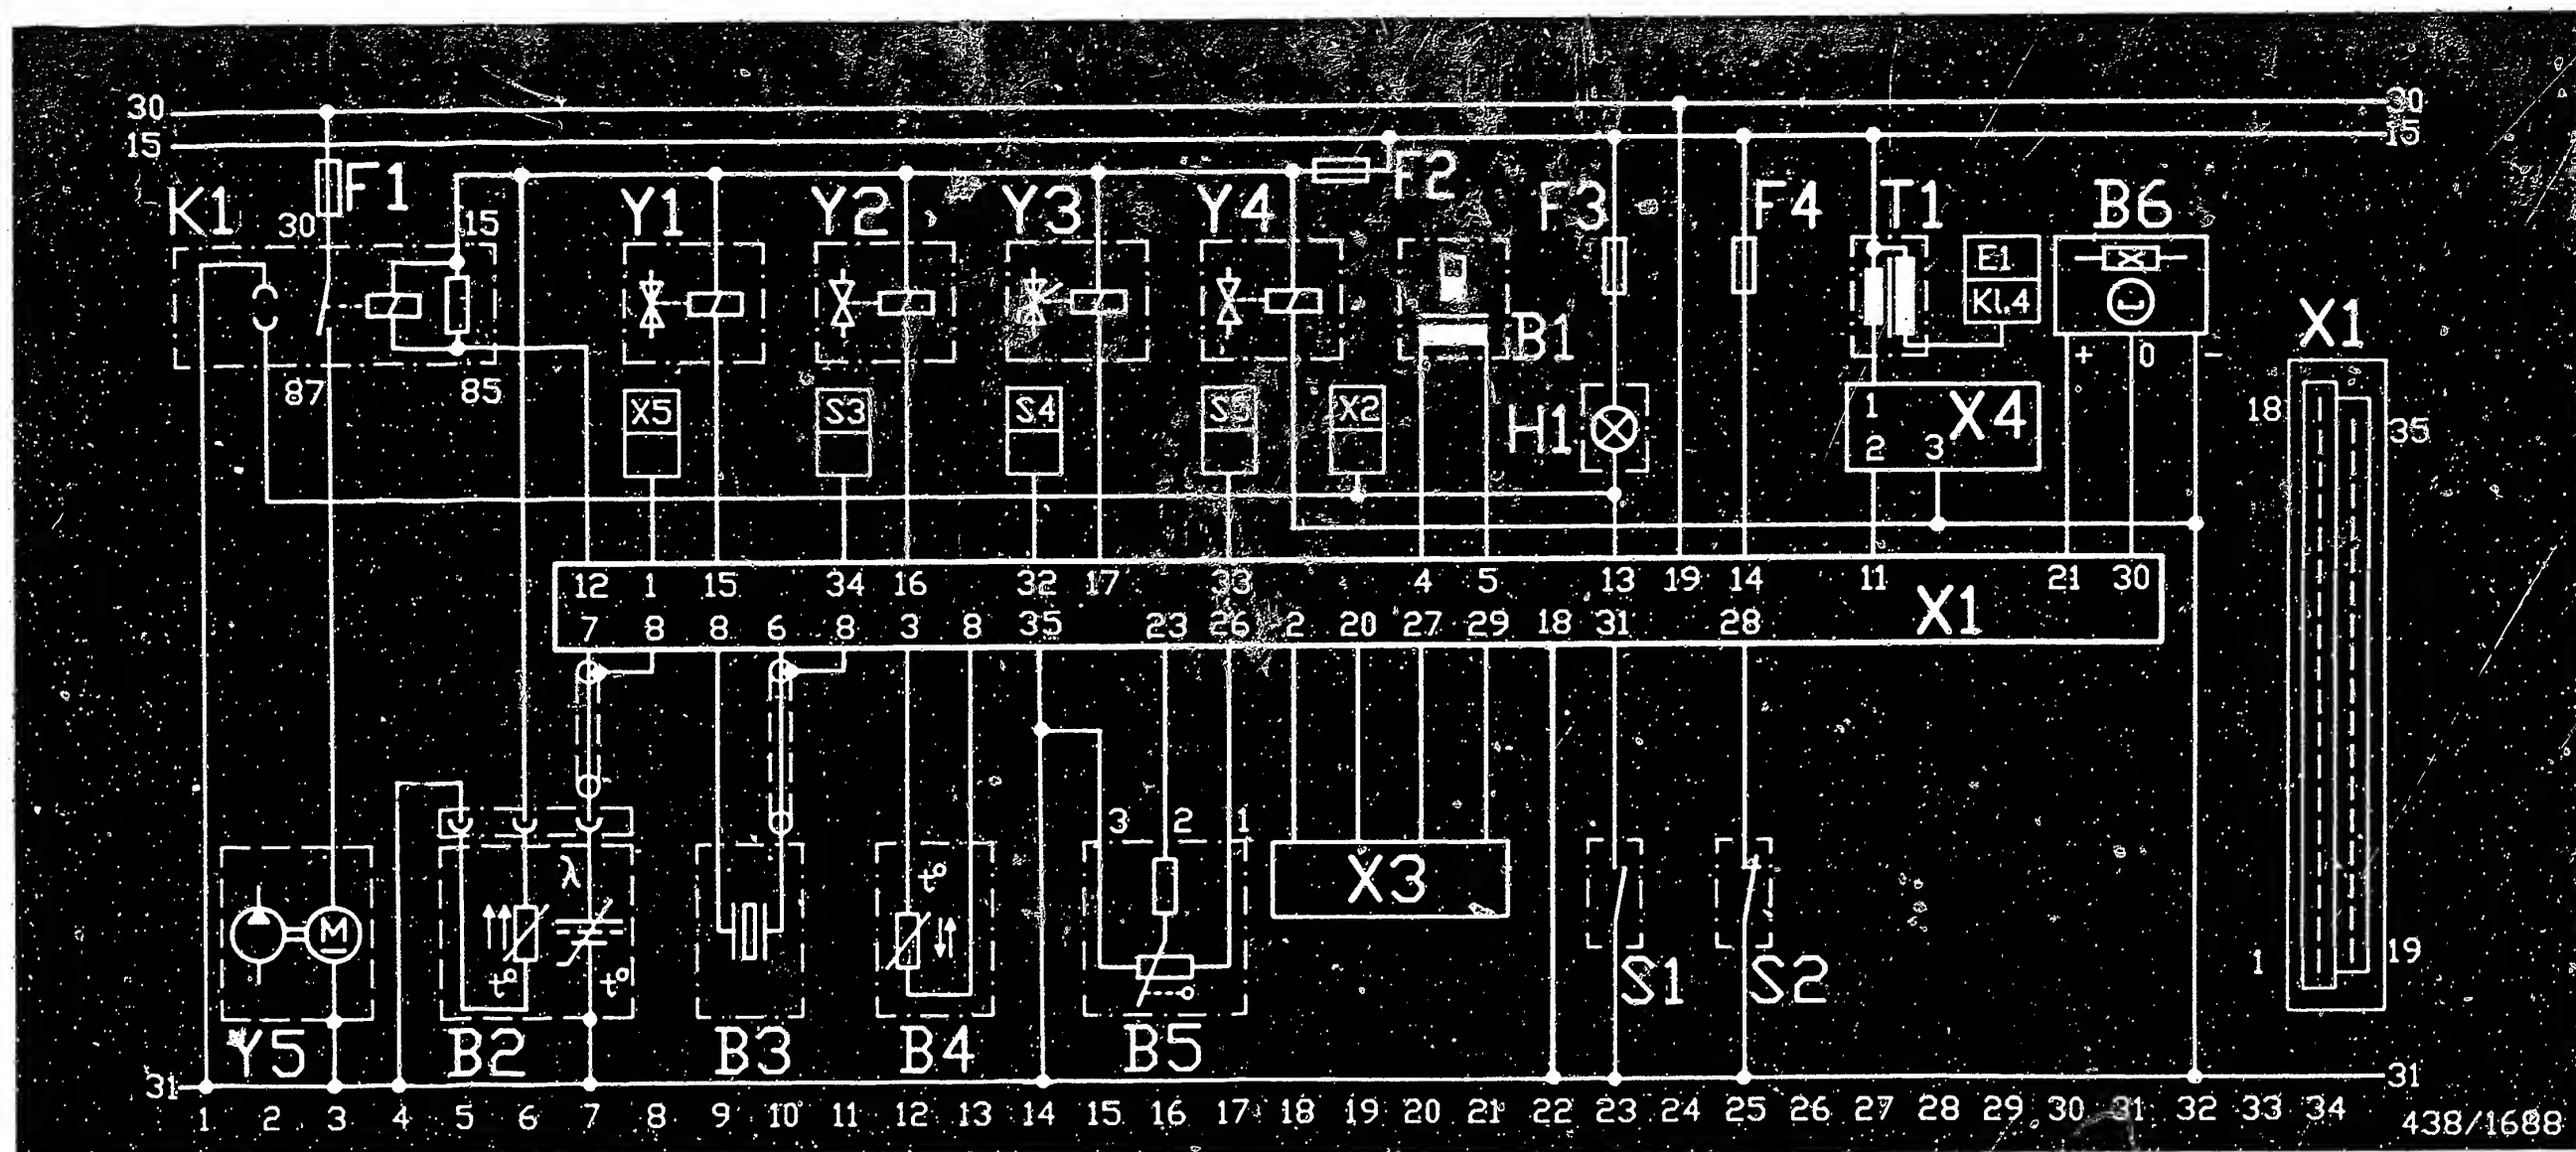 30 30
15 15
F1 F2
K1 30 15 Y1 Y2 Y3 Y4 F3 F4 T1 B6
E1
Kl.4
B1 X1
87 85 + 0 -
X5 S3 S4 X2 H1 1 X4 18 35
2 3
12 1 15 34 16 32 17 33 4 5 13 19 14 11 21 30
7 8 8 6 8 3 8 35 23 26 2 20 27 29 18 31 28 X1
3 2 1
λ t° X3
M
t° t° S1 S2 1 19
Y5 B2 B3 B4 B5
31 31
1 2 3 4 5 6 7 8 9 10 11 12 13 14 15 16 17 18 19 20 21 22 23 24 25 26 27 28 29 30 31 32 33 34
438/1688